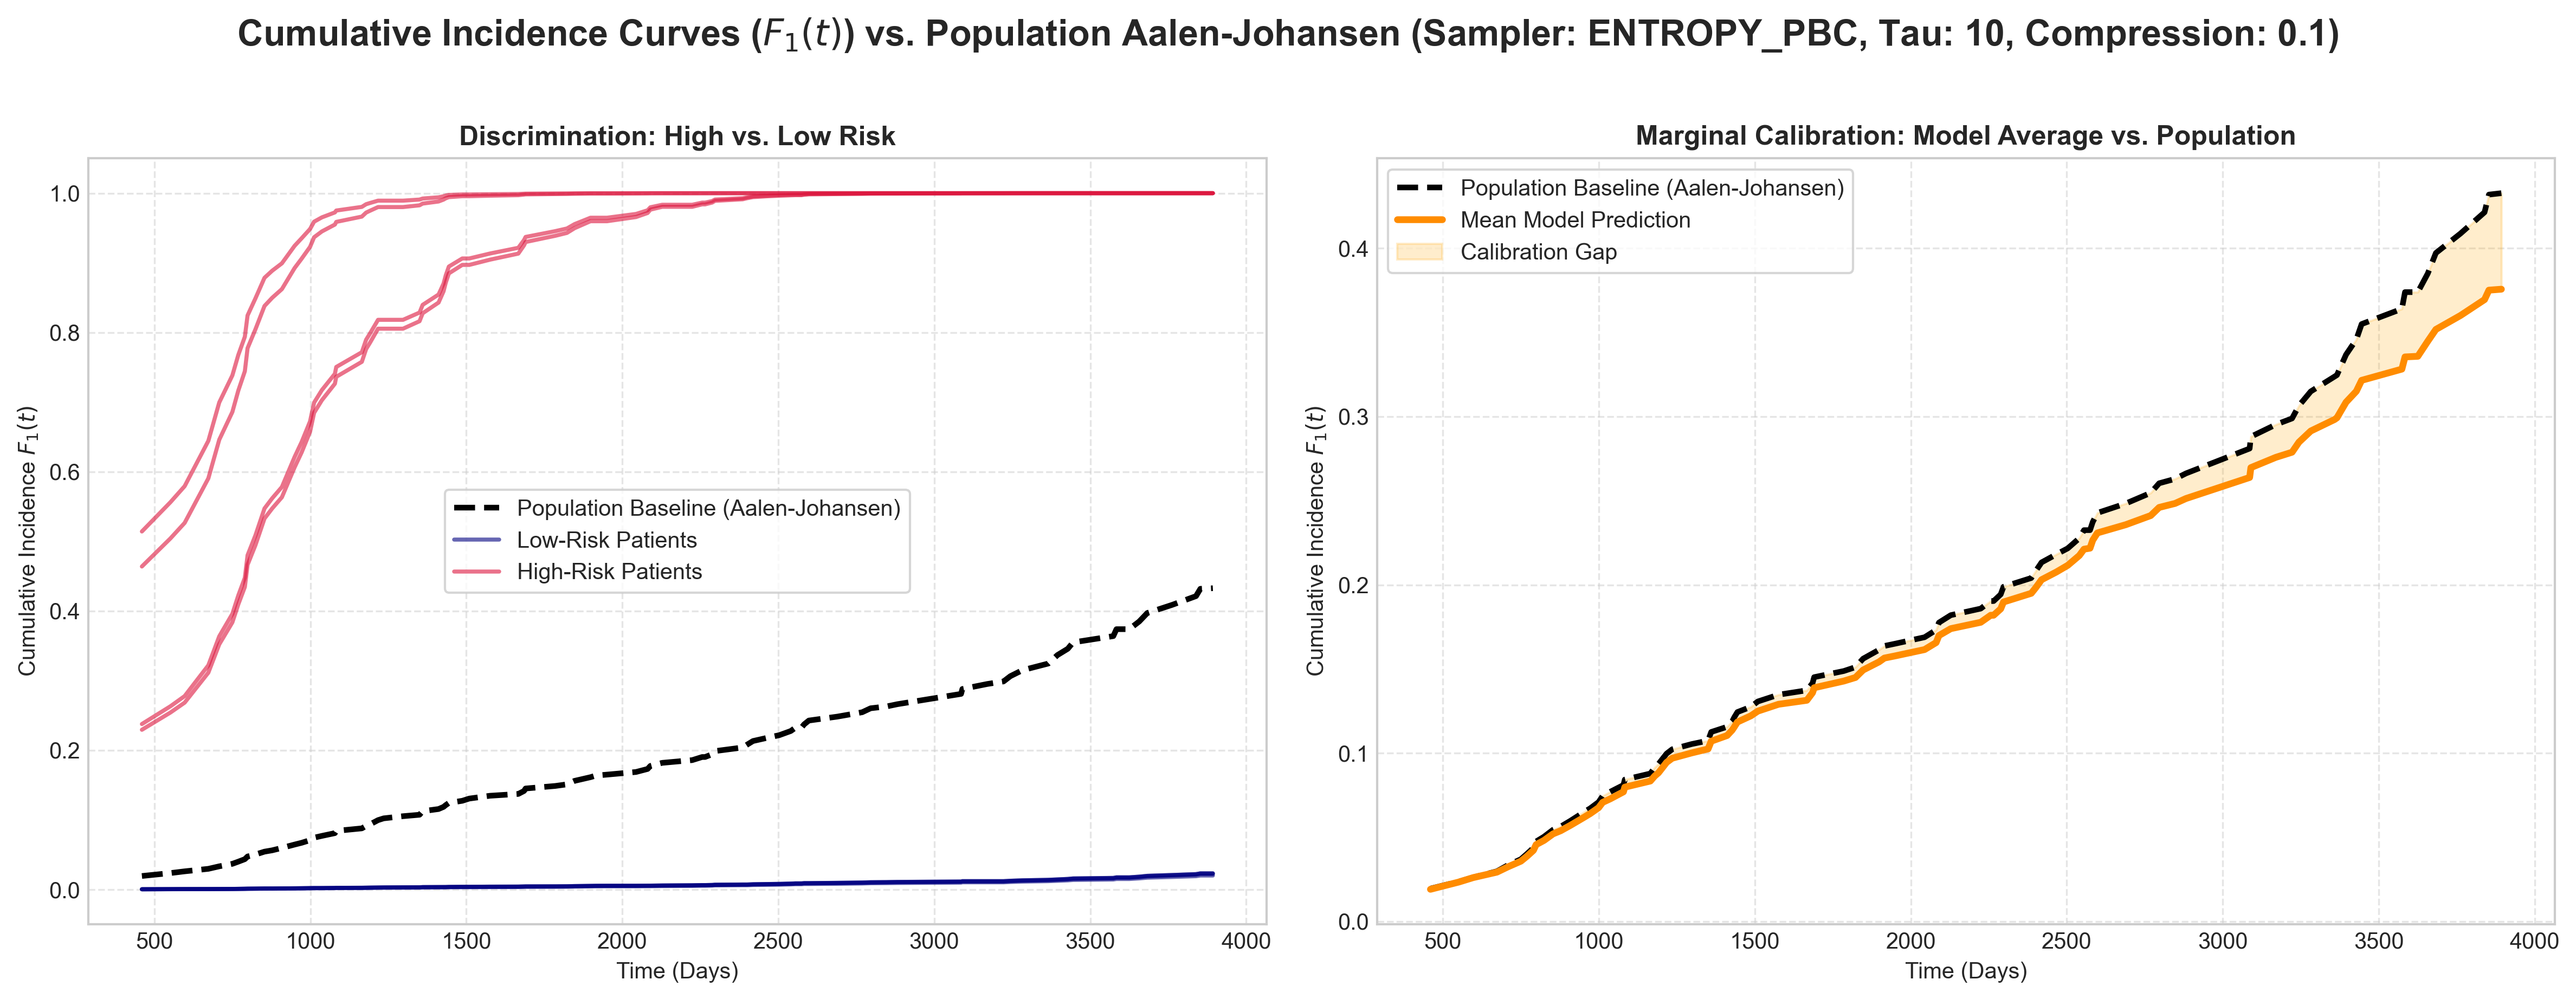 Cumulative Incidence Curves (F₁(t)) vs. Population Aalen-Johansen (Sampler: ENTROPY_PBC, Tau: 10, Compression: 0.1)
Discrimination: High vs. Low Risk
Cumulative Incidence F₁(t)
1.0
0.8
0.6
0.4
0.2
0.0
Population Baseline (Aalen-Johansen)
Low-Risk Patients
High-Risk Patients
500 1000 1500 2000 2500 3000 3500 4000
Time (Days)
Marginal Calibration: Model Average vs. Population
Cumulative Incidence F₁(t)
Population Baseline (Aalen-Johansen)
Mean Model Prediction
Calibration Gap
0.4
0.3
0.2
0.1
0.0
500 1000 1500 2000 2500 3000 3500 4000
Time (Days)